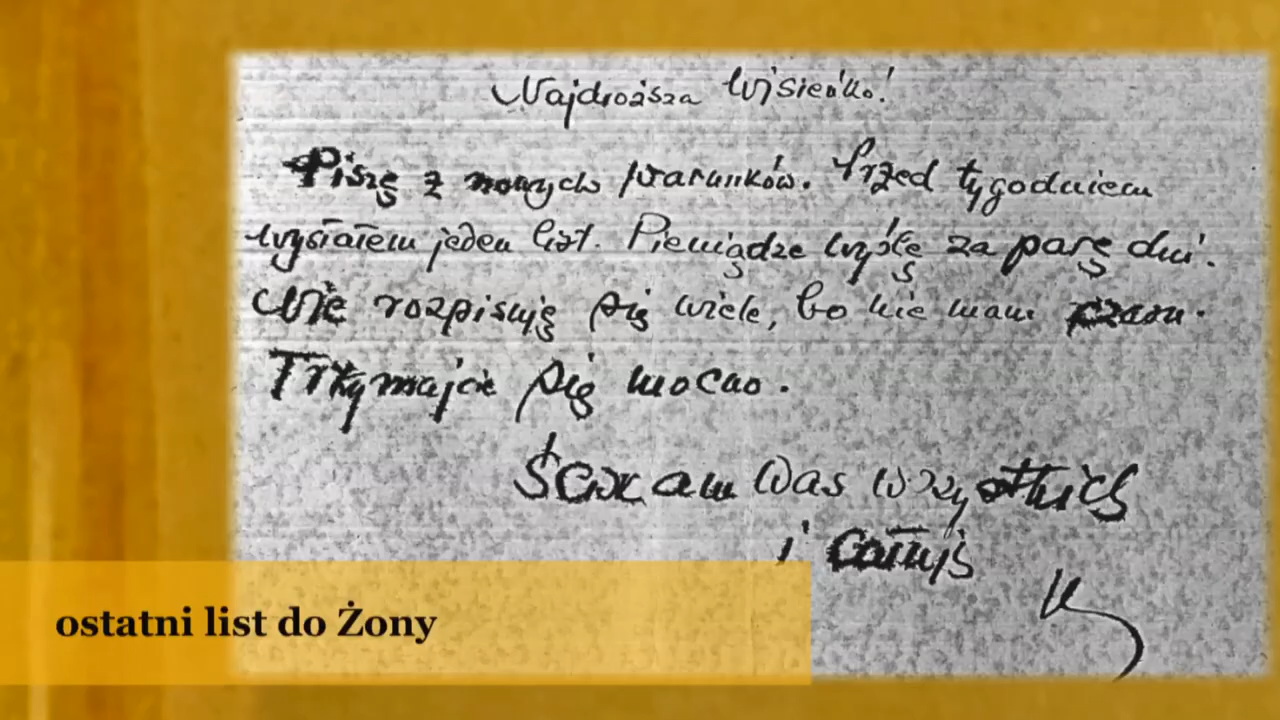 Najdroższa Wisieńko!
Piszę z nowych warunków. Przed tygodniem
wysłałem jeden list. Pieniądze wyślę za parę dni.
Nie rozpisuję się wiele, bo nie mam czasu.
Trzymajcie się mocno.
Ściskam Was wszystkich
i całuję
ostatni list do Żony